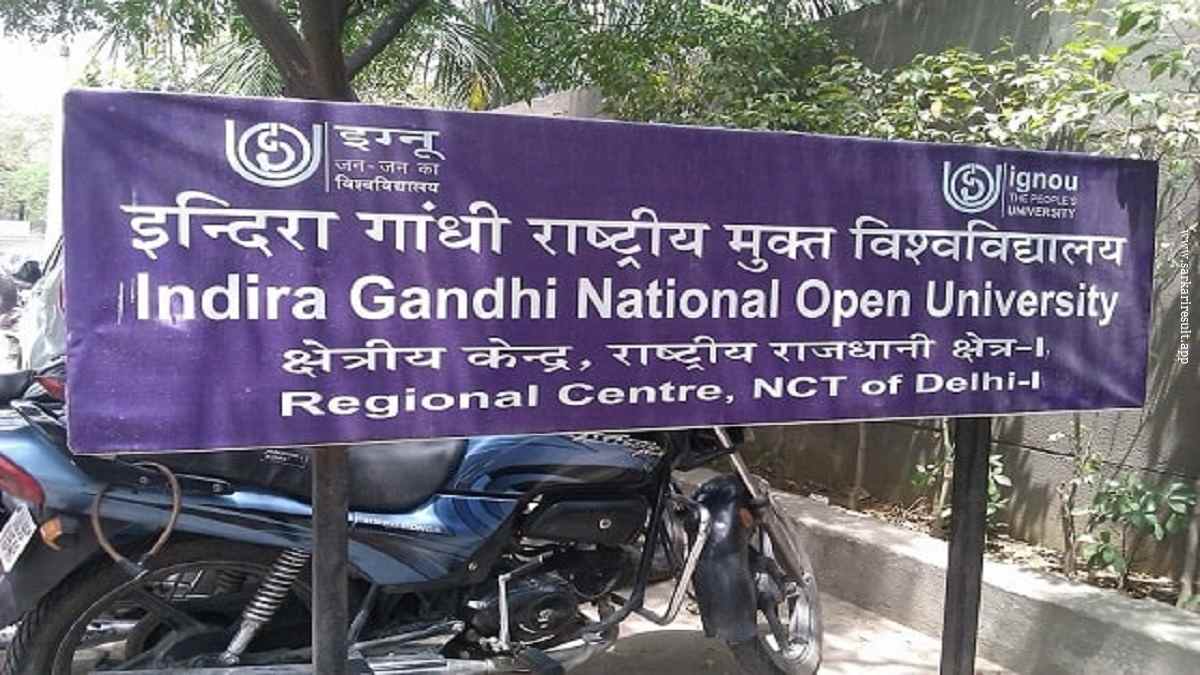 इग्नू
जन-जन का
विश्वविद्यालय
ignou
THE PEOPLE'S
UNIVERSITY
इन्दिरा गांधी राष्ट्रीय मुक्त विश्वविद्यालय
Indira Gandhi National Open University
क्षेत्रीय केन्द्र, राष्ट्रीय राजधानी क्षेत्र-I
Regional Centre, NCT of Delhi-I
www.sarkariresult.app